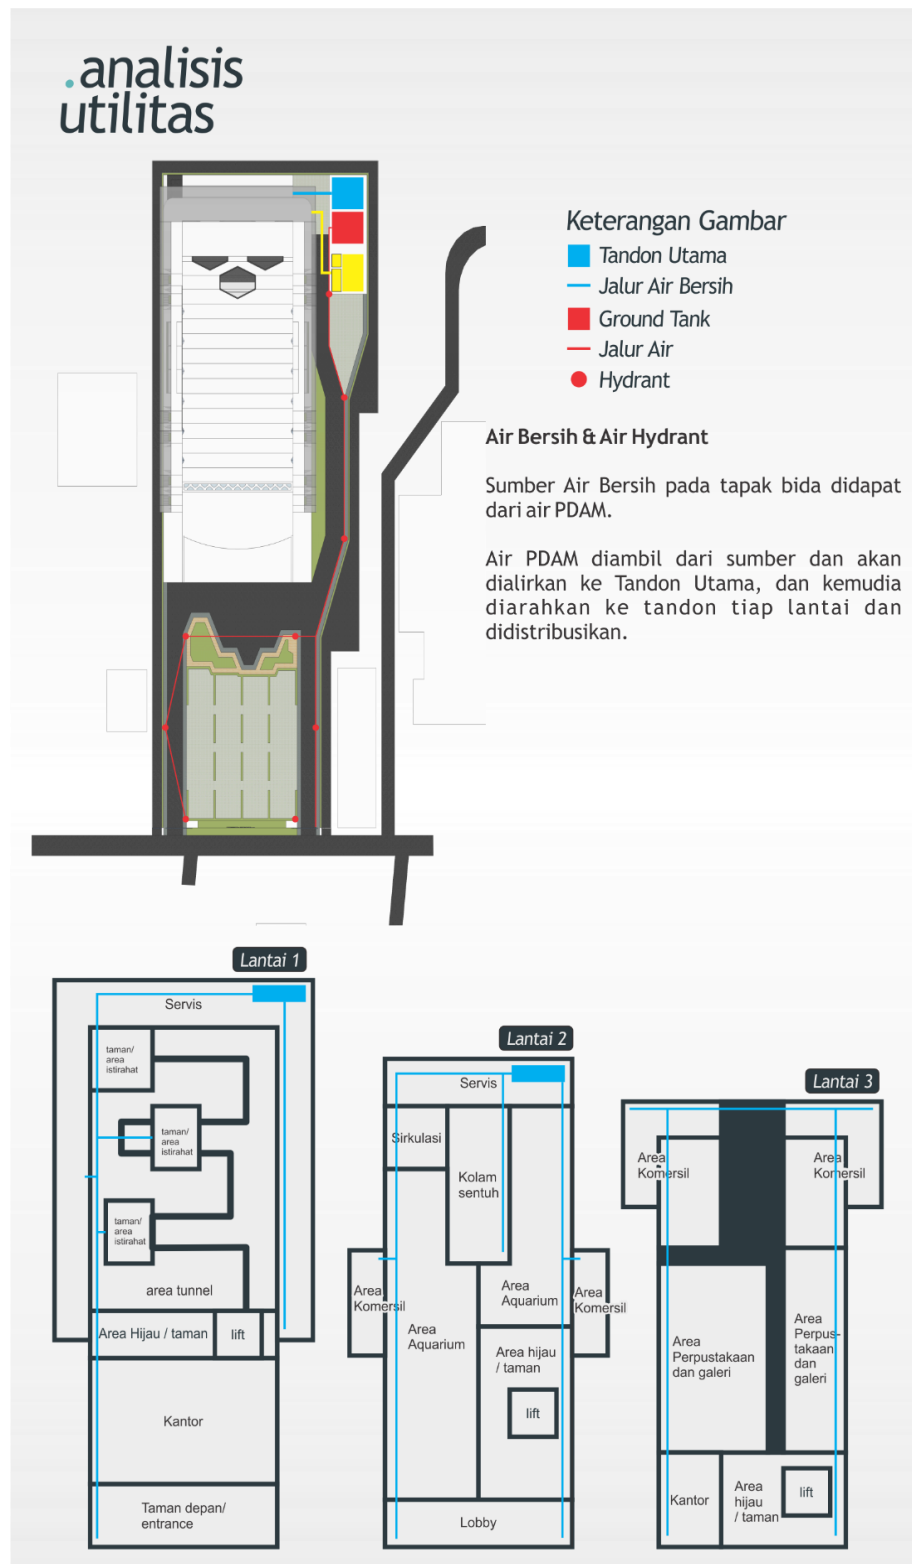 .analisis
utilitas
Keterangan Gambar
Tandon Utama
Jalur Air Bersih
Ground Tank
Jalur Air
Hydrant
Air Bersih & Air Hydrant
Sumber Air Bersih pada tapak bida didapat
dari air PDAM.
Air PDAM diambil dari sumber dan akan
dialirkan ke Tandon Utama, dan kemudia
diarahkan ke tandon tiap lantai dan
didistribusikan.
Lantai 1
Servis
taman/
area
istirahat
taman/
area
istirahat
taman/
area
istirahat
area tunnel
Area Hijau / taman
lift
Kantor
Taman depan/
entrance
Lantai 2
Servis
Sirkulasi
Kolam
sentuh
Area
Komersil
Area
Aquarium
Area
Aquarium
Area
Komersil
Area hijau
/ taman
lift
Lobby
Lantai 3
Area
Komersil
Area
Komersil
Area
Perpustakaan
dan galeri
Area
Perpus-
takaan
dan
galeri
Kantor
Area
hijau
/ taman
lift